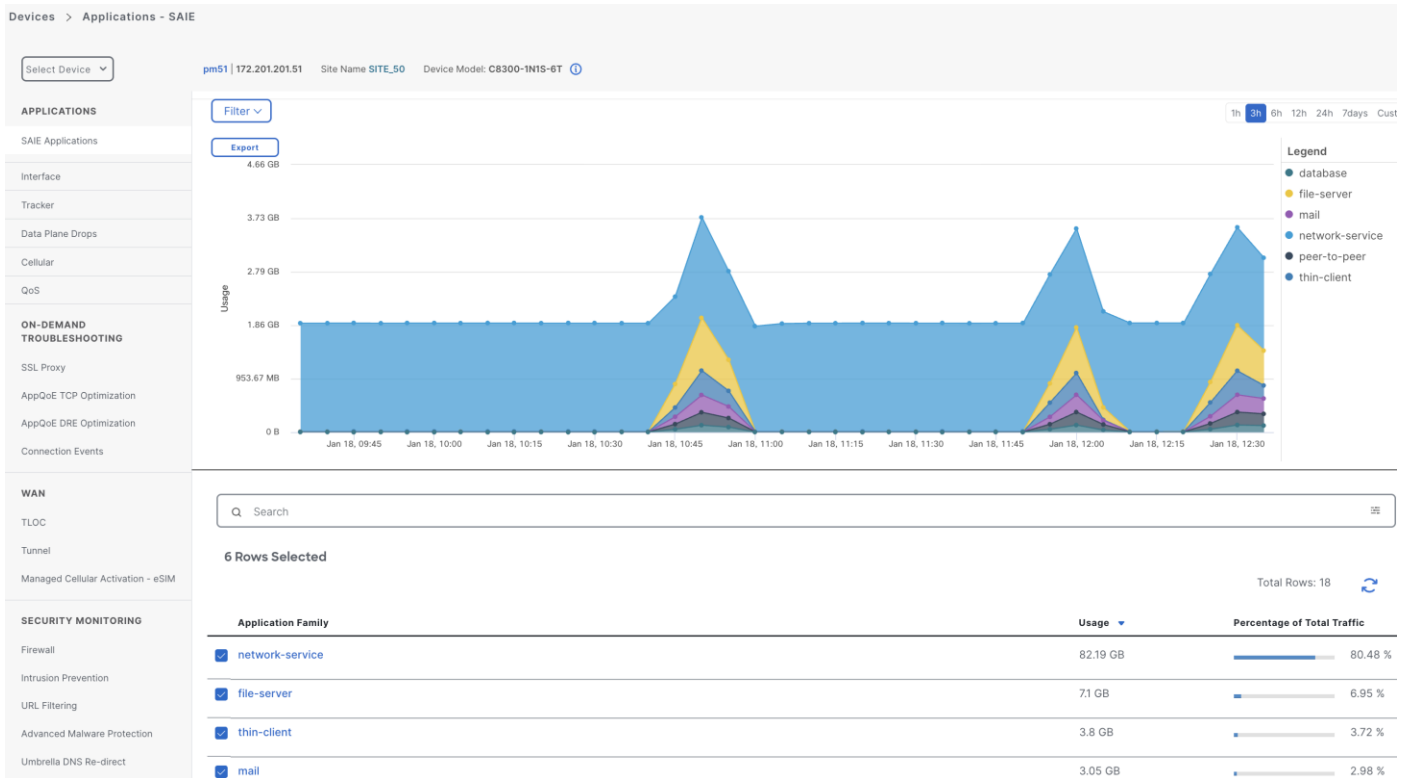 Devices > Applications - SAIE
Select Device
pm51 | 172.201.201.51 Site Name SITE_50 Device Model: C8300-1N1S-6T
APPLICATIONS
SAIE Applications
Interface
Tracker
Data Plane Drops
Cellular
QoS
ON-DEMAND
TROUBLESHOOTING
SSL Proxy
AppQoE TCP Optimization
AppQoE DRE Optimization
Connection Events
WAN
TLOC
Tunnel
Managed Cellular Activation - eSIM
SECURITY MONITORING
Firewall
Intrusion Prevention
URL Filtering
Advanced Malware Protection
Umbrella DNS Re-direct
Filter
1h 3h 6h 12h 24h 7days Cust
Export
4.66 GB
3.73 GB
2.79 GB
1.86 GB
953.67 MB
0 B
Usage
Jan 18, 09:45 Jan 18, 10:00 Jan 18, 10:15 Jan 18, 10:30 Jan 18, 10:45 Jan 18, 11:00 Jan 18, 11:15 Jan 18, 11:30 Jan 18, 11:45 Jan 18, 12:00 Jan 18, 12:15 Jan 18, 12:30
Legend
database
file-server
mail
network-service
peer-to-peer
thin-client
Search
6 Rows Selected
Total Rows: 18
Application Family Usage Percentage of Total Traffic
network-service 82.19 GB 80.48 %
file-server 7.1 GB 6.95 %
thin-client 3.8 GB 3.72 %
mail 3.05 GB 2.98 %